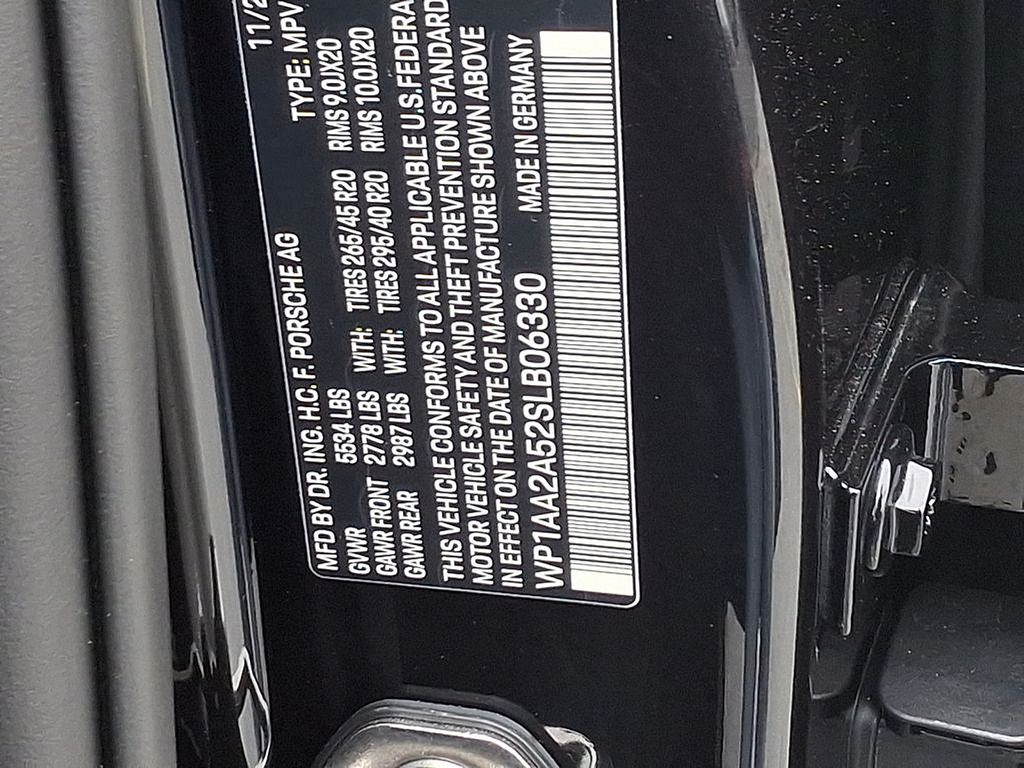 MFD BY DR. ING. H.C. F. PORSCHE AG 11/2
GVWR 5534 LBS TYPE: MPV
GAWR FRONT 2778 LBS WITH: TIRES 265/45 R20 RIMS 9.0JX20
GAWR REAR 2987 LBS WITH: TIRES 295/40 R20 RIMS 10.0JX20
THIS VEHICLE CONFORMS TO ALL APPLICABLE U.S.FEDERA
MOTOR VEHICLE SAFETY AND THEFT PREVENTION STANDARD
IN EFFECT ON THE DATE OF MANUFACTURE SHOWN ABOVE
WP1AA2A52SLB06330 MADE IN GERMANY